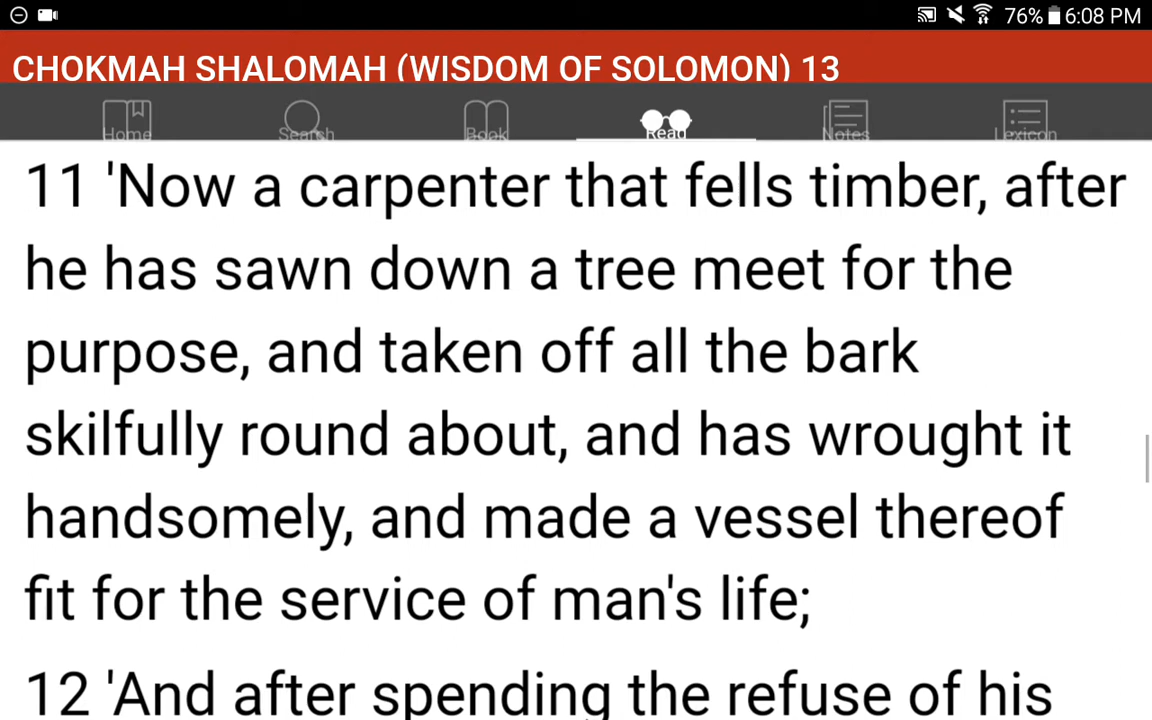 76% 6:08 PM
CHOKMAH SHALOMAH (WISDOM OF SOLOMON) 13
Home Search Book Read Notes Lexicon
11 'Now a carpenter that fells timber, after
he has sawn down a tree meet for the
purpose, and taken off all the bark
skilfully round about, and has wrought it
handsomely, and made a vessel thereof
fit for the service of man's life;
12 'And after spending the refuse of his